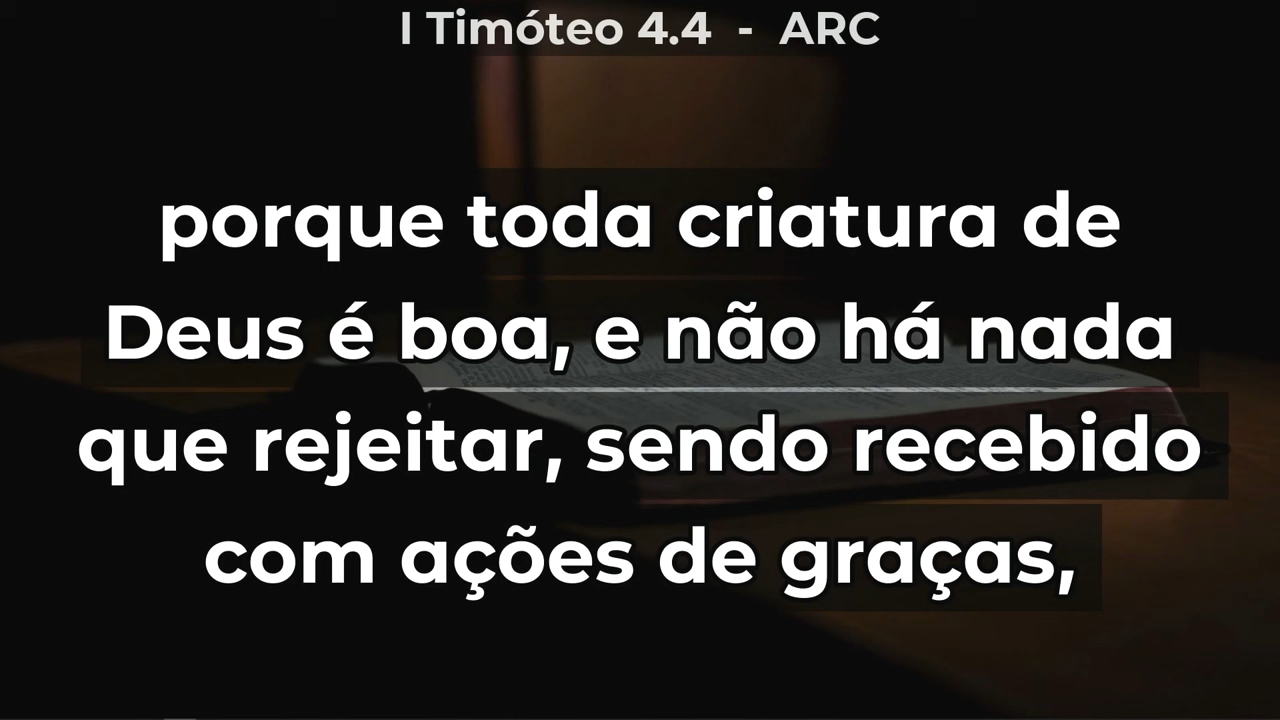 I Timóteo 4.4 - ARC
porque toda criatura de
Deus é boa, e não há nada
que rejeitar, sendo recebido
com ações de graças,